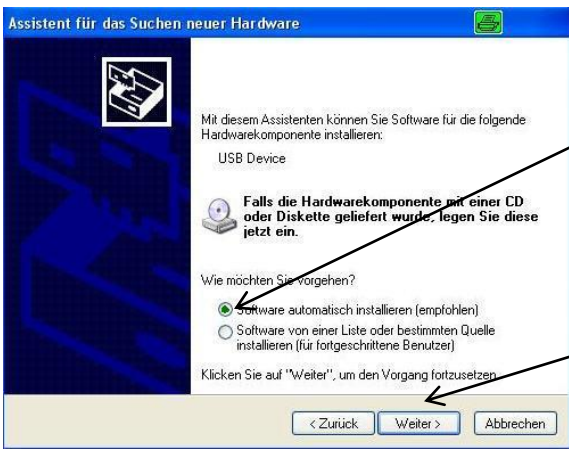 Assistent für das Suchen neuer Hardware
Mit diesem Assistenten können Sie Software für die folgende
Hardwarekomponente installieren:
USB Device
Falls die Hardwarekomponente mit einer CD
oder Diskette geliefert wurde, legen Sie diese
jetzt ein.
Wie möchten Sie vorgehen?
Software automatisch installieren (empfohlen)
Software von einer Liste oder bestimmten Quelle
installieren (für fortgeschrittene Benutzer)
Klicken Sie auf "Weiter", um den Vorgang fortzusetzen.
< Zurück Weiter > Abbrechen